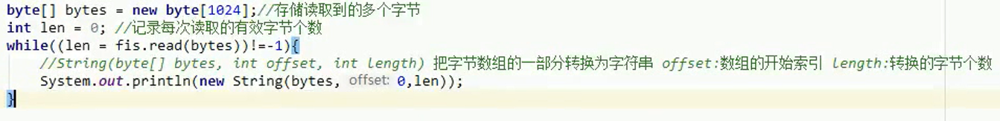 byte[] bytes = new byte[1024];//存储读取到的多个字节
int len = 0; //记录每次读取的有效字节个数
while((len = fis.read(bytes))!=-1){
//String(byte[] bytes, int offset, int length) 把字节数组的一部分转换为字符串 offset:数组的开始索引 length:转换的字节个数
System.out.println(new String(bytes, offset: 0,len));
}